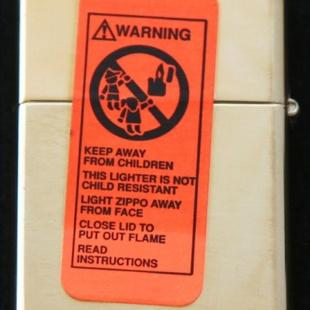 WARNING
KEEP AWAY
FROM CHILDREN
THIS LIGHTER IS NOT
CHILD RESISTANT
LIGHT ZIPPO AWAY
FROM FACE
CLOSE LID TO
PUT OUT FLAME
READ
INSTRUCTIONS